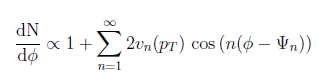 dN/dϕ ∝ 1 + ∑_{n=1}^{∞} 2v_n(p_T) cos (n(ϕ − Ψ_n))